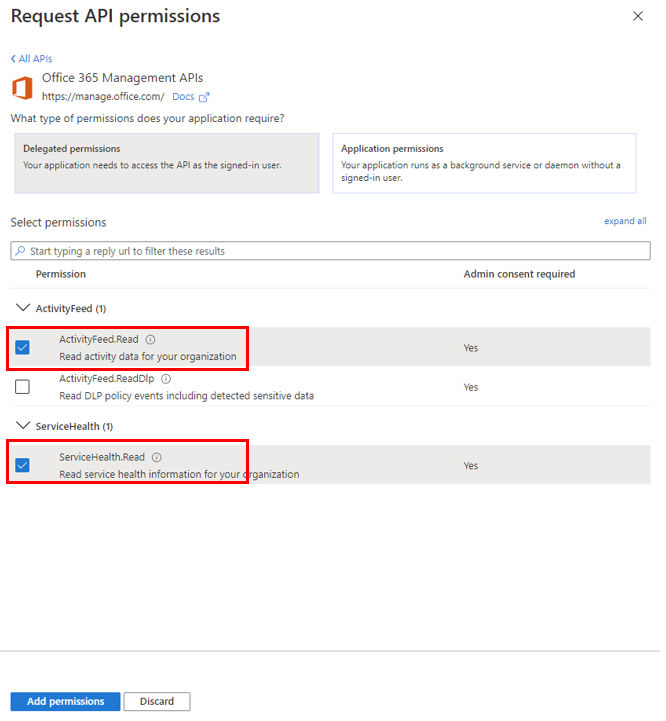 Request API permissions
All APIs
Office 365 Management APIs
https://manage.office.com/ Docs
What type of permissions does your application require?
Delegated permissions
Your application needs to access the API as the signed-in user.
Application permissions
Your application runs as a background service or daemon without a
signed-in user.
Select permissions
expand all
Start typing a reply url to filter these results
Permission
Admin consent required
ActivityFeed (1)
ActivityFeed.Read
Read activity data for your organization
Yes
ActivityFeed.ReadDlp
Read DLP policy events including detected sensitive data
Yes
ServiceHealth (1)
ServiceHealth.Read
Read service health information for your organization
Yes
Add permissions
Discard